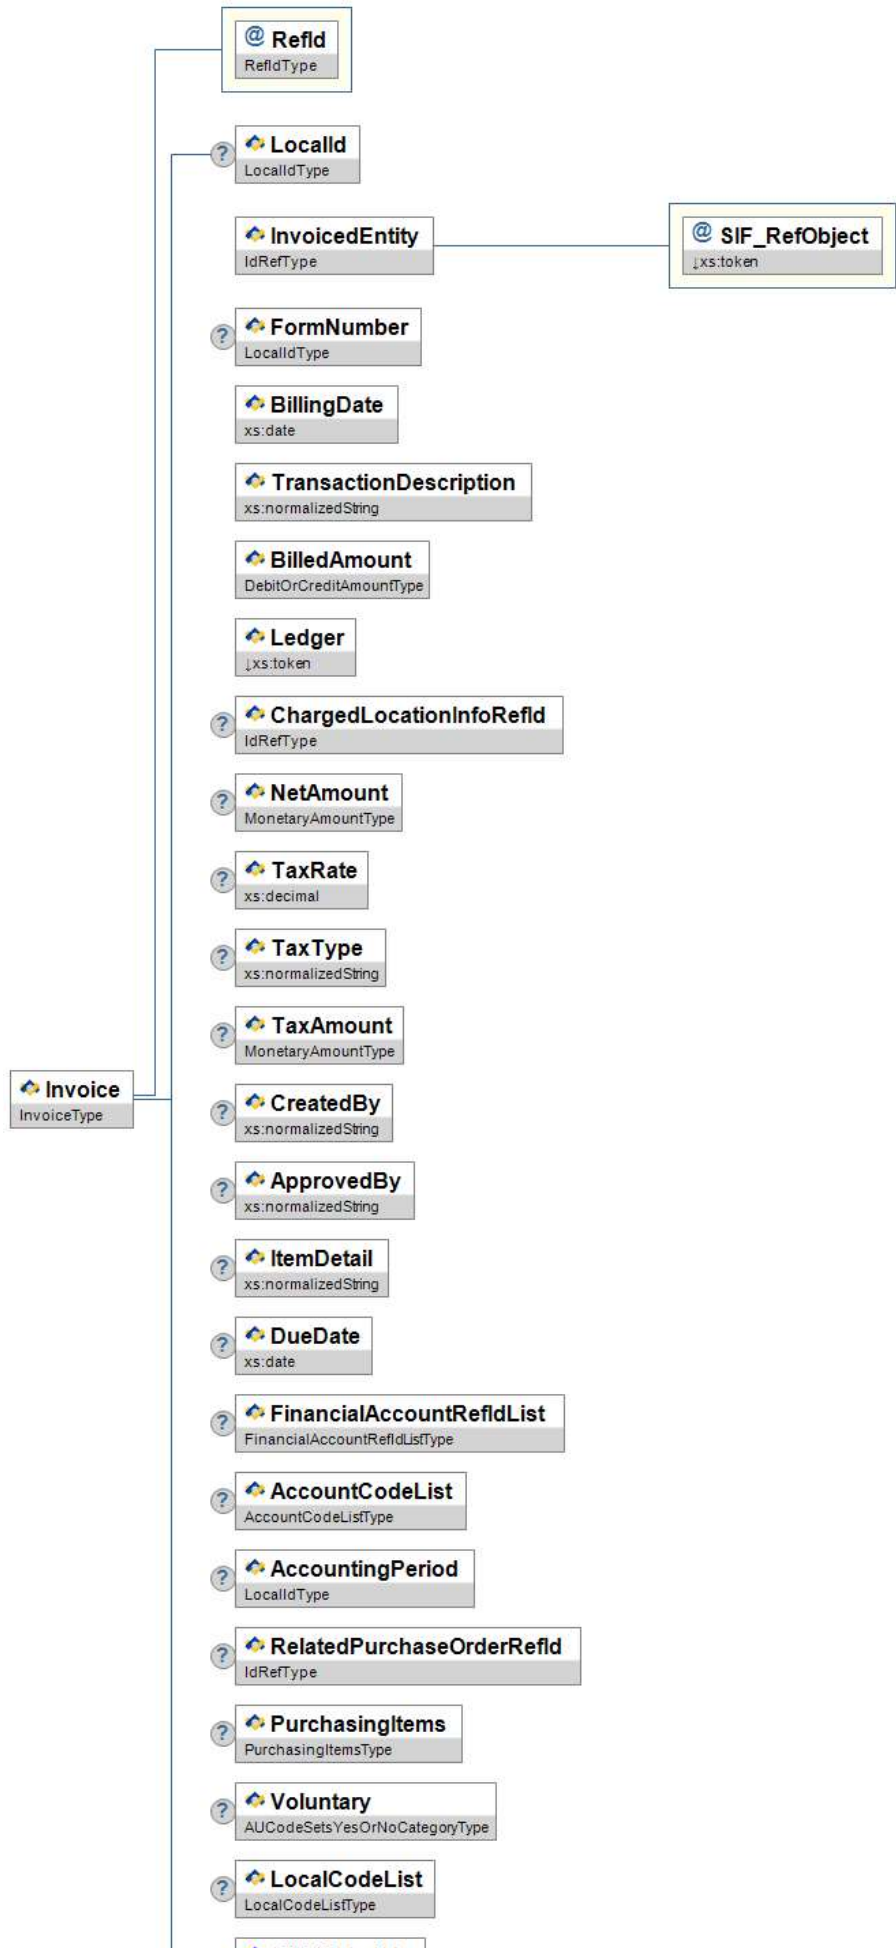 @ RefId
RefIdType
? LocalId
LocalIdType
InvoicedEntity
IdRefType
@ SIF_RefObject
↓xs:token
? FormNumber
LocalIdType
BillingDate
xs:date
TransactionDescription
xs:normalizedString
BilledAmount
DebitOrCreditAmountType
Ledger
↓xs:token
? ChargedLocationInfoRefId
IdRefType
? NetAmount
MonetaryAmountType
? TaxRate
xs:decimal
? TaxType
xs:normalizedString
? TaxAmount
MonetaryAmountType
Invoice
InvoiceType
? CreatedBy
xs:normalizedString
? ApprovedBy
xs:normalizedString
? ItemDetail
xs:normalizedString
? DueDate
xs:date
? FinancialAccountRefIdList
FinancialAccountRefIdListType
? AccountCodeList
AccountCodeListType
? AccountingPeriod
LocalIdType
? RelatedPurchaseOrderRefId
IdRefType
? PurchasingItems
PurchasingItemsType
? Voluntary
AUCodeSetsYesOrNoCategoryType
? LocalCodeList
LocalCodeListType